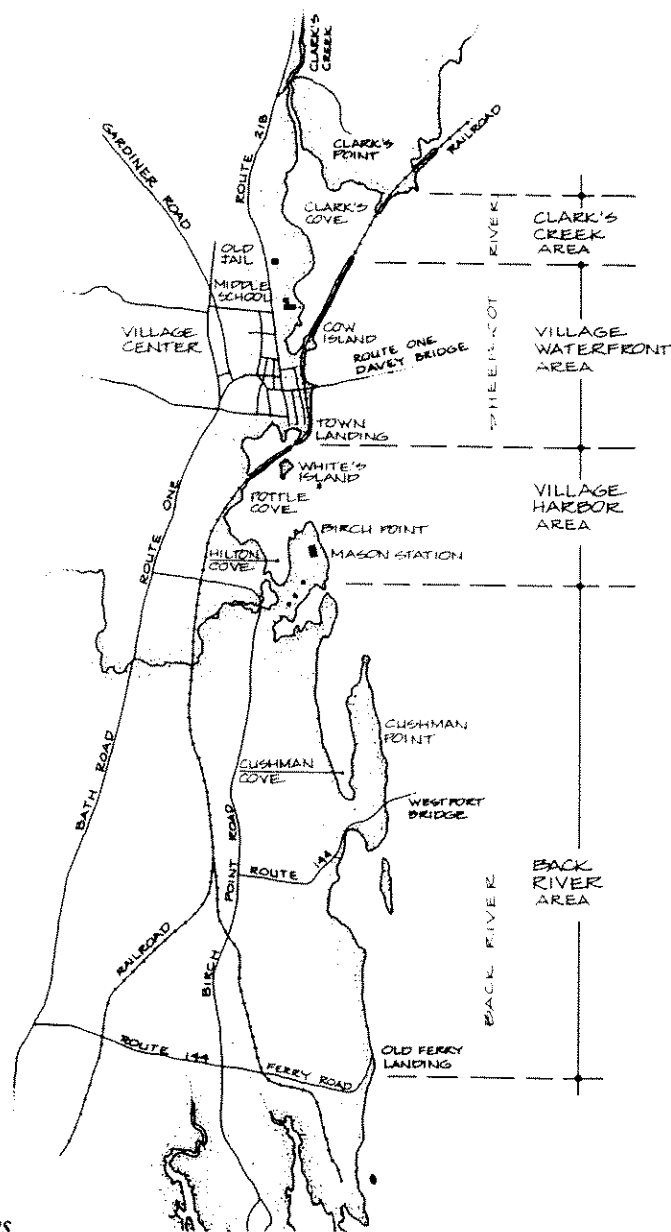 CLARK'S
CREEK
GARDINER ROAD
ROUTE 218
CLARK'S
POINT
RAILROAD
CLARK'S
COVE
RIVER
CLARK'S
CREEK
AREA
OLD
JAIL
MIDDLE
SCHOOL
VILLAGE
CENTER
COW
ISLAND
ROUTE ONE
DAVEY BRIDGE
VILLAGE
WATERFRONT
AREA
TOWN
LANDING
WHITE'S
ISLAND
POTTLE
COVE
ROUTE ONE
VILLAGE
HARBOR
AREA
BIRCH POINT
HILTON
COVE
MASON STATION
CUSHMAN
POINT
CUSHMAN
COVE
BATH ROAD
WESTPORT
BRIDGE
BIRCH POINT ROAD
ROUTE 144
BACK
RIVER
AREA
RAILROAD
BACK RIVER
ROUTE 144
FERRY ROAD
OLD FERRY
LANDING